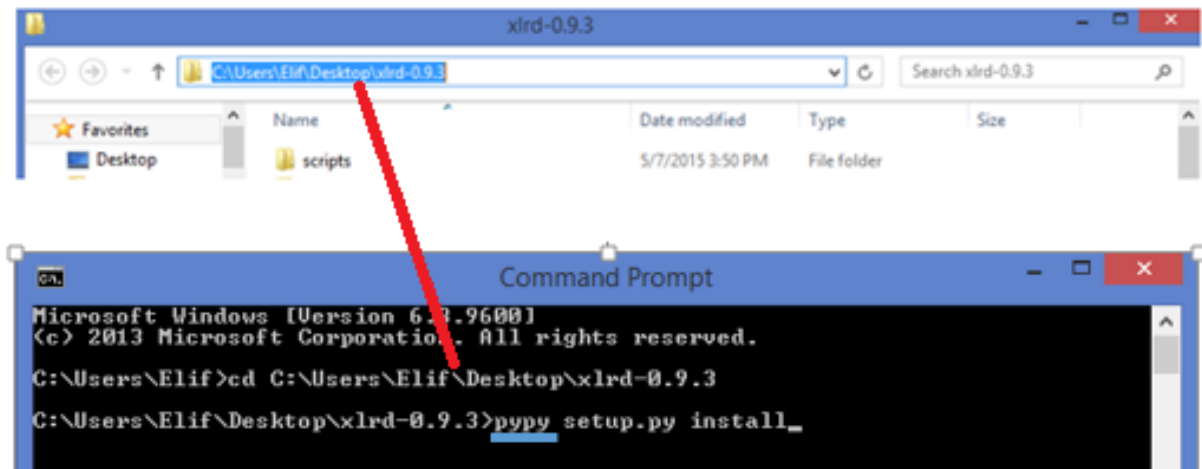 xlrd-0.9.3
C:\Users\Elif\Desktop\xlrd-0.9.3
Search xlrd-0.9.3
Favorites
Name
Date modified
Type
Size
Desktop
scripts
5/7/2015 3:50 PM
File folder
Command Prompt
Microsoft Windows [Version 6.3.9600]
(c) 2013 Microsoft Corporation. All rights reserved.
C:\Users\Elif>cd C:\Users\Elif\Desktop\xlrd-0.9.3
C:\Users\Elif\Desktop\xlrd-0.9.3>pypy setup.py install_